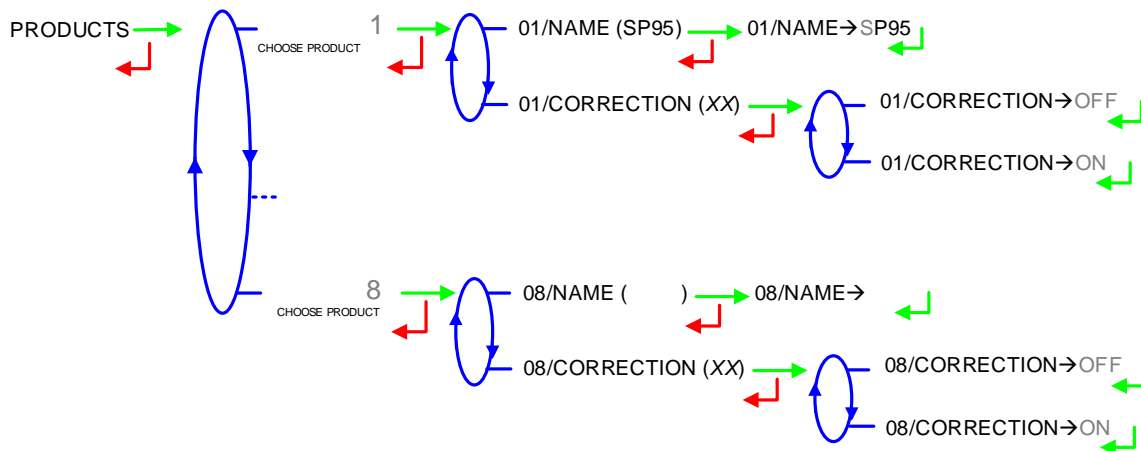 PRODUCTS
CHOOSE PRODUCT 1
01/NAME (SP95) 01/NAME→SP95
01/CORRECTION (XX) 01/CORRECTION→OFF
01/CORRECTION→ON
CHOOSE PRODUCT 8
08/NAME ( ) 08/NAME→
08/CORRECTION (XX) 08/CORRECTION→OFF
08/CORRECTION→ON